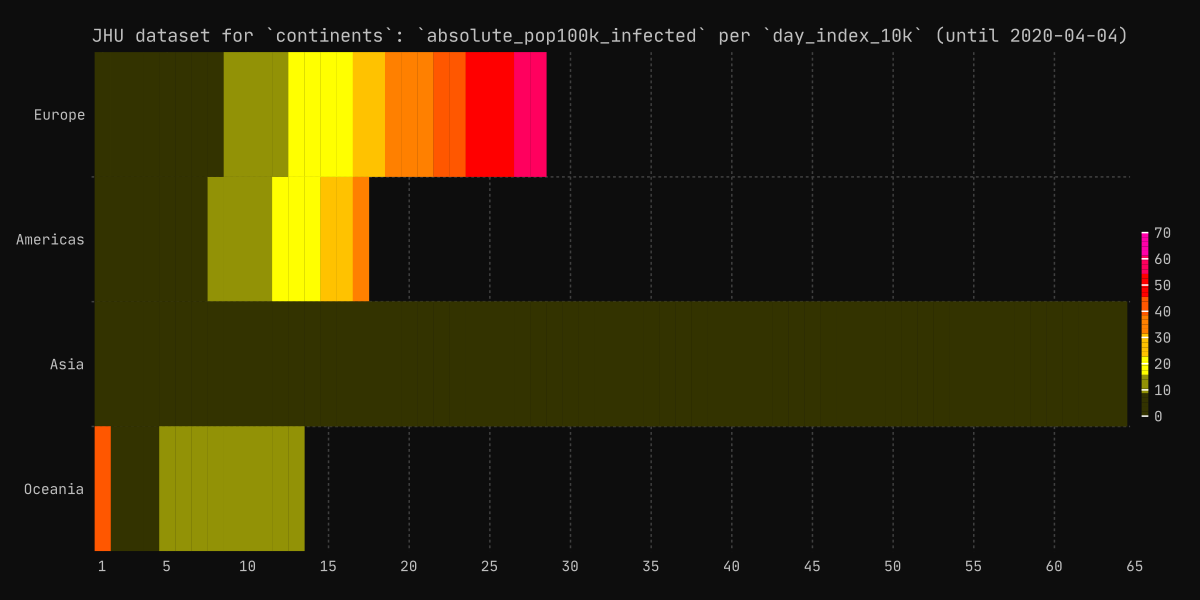 JHU dataset for `continents`: `absolute_pop100k_infected` per `day_index_10k` (until 2020-04-04)
Europe
Americas
Asia
Oceania
70
60
50
40
30
20
10
0
1 5 10 15 20 25 30 35 40 45 50 55 60 65